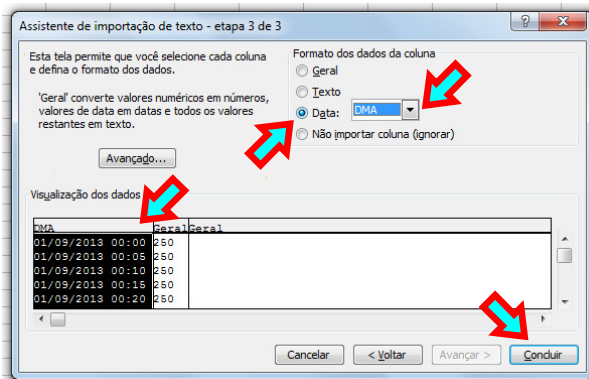 Assistente de importação de texto - etapa 3 de 3
Esta tela permite que você selecione cada coluna
e defina o formato dos dados.
'Geral' converte valores numéricos em números,
valores de data em datas e todos os valores
restantes em texto.
Avançado...
Formato dos dados da coluna
Geral
Texto
Data: DMA
Não importar coluna (ignorar)
Visualização dos dados
DMA Geral Geral
01/09/2013 00:00 250
01/09/2013 00:05 250
01/09/2013 00:10 250
01/09/2013 00:15 250
01/09/2013 00:20 250
Cancelar < Voltar Avançar > Concluir